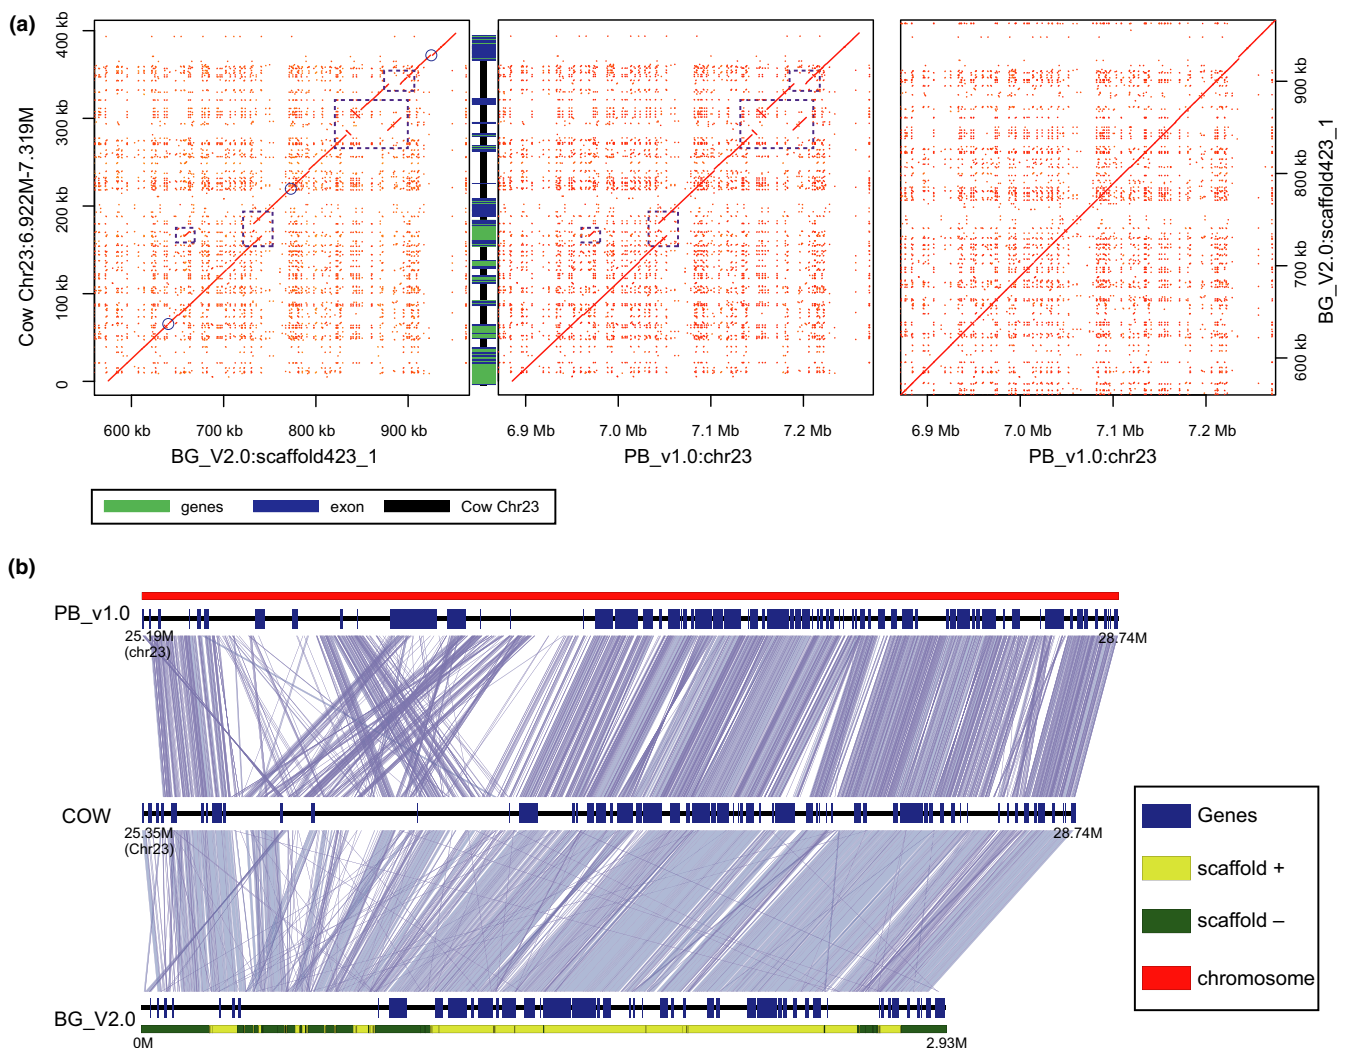 (a)
Cow Chr23:6.922M-7.319M
400 kb
300 kb
200 kb
100 kb
0
600 kb 700 kb 800 kb 900 kb
BG_V2.0:scaffold423_1
6.9 Mb 7.0 Mb 7.1 Mb 7.2 Mb
PB_v1.0:chr23
6.9 Mb 7.0 Mb 7.1 Mb 7.2 Mb
PB_v1.0:chr23
900 kb
800 kb
700 kb
600 kb
BG_V2.0:scaffold423_1
genes exon Cow Chr23
(b)
PB_v1.0
25.19M
(chr23)
28.74M
COW
25.35M
(Chr23)
28.74M
BG_V2.0
0M
2.93M
Genes
scaffold +
scaffold –
chromosome